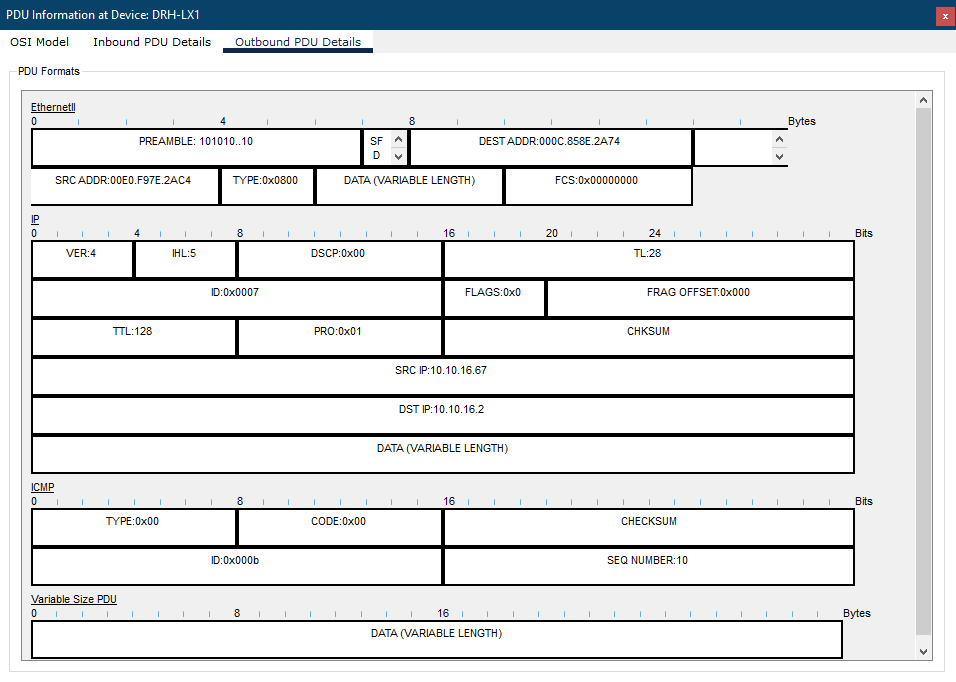 PDU Information at Device: DRH-LX1
x
OSI Model Inbound PDU Details Outbound PDU Details
PDU Formats
EthernetII
0 4 8 Bytes
PREAMBLE: 101010..10 SF D DEST ADDR:000C.858E.2A74
SRC ADDR:00E0.F97E.2AC4 TYPE:0x0800 DATA (VARIABLE LENGTH) FCS:0x00000000
IP
0 4 8 16 20 24 Bits
VER:4 IHL:5 DSCP:0x00 TL:28
ID:0x0007 FLAGS:0x0 FRAG OFFSET:0x000
TTL:128 PRO:0x01 CHKSUM
SRC IP:10.10.16.67
DST IP:10.10.16.2
DATA (VARIABLE LENGTH)
ICMP
0 8 16 Bits
TYPE:0x00 CODE:0x00 CHECKSUM
ID:0x000b SEQ NUMBER:10
Variable Size PDU
0 8 16 Bytes
DATA (VARIABLE LENGTH)